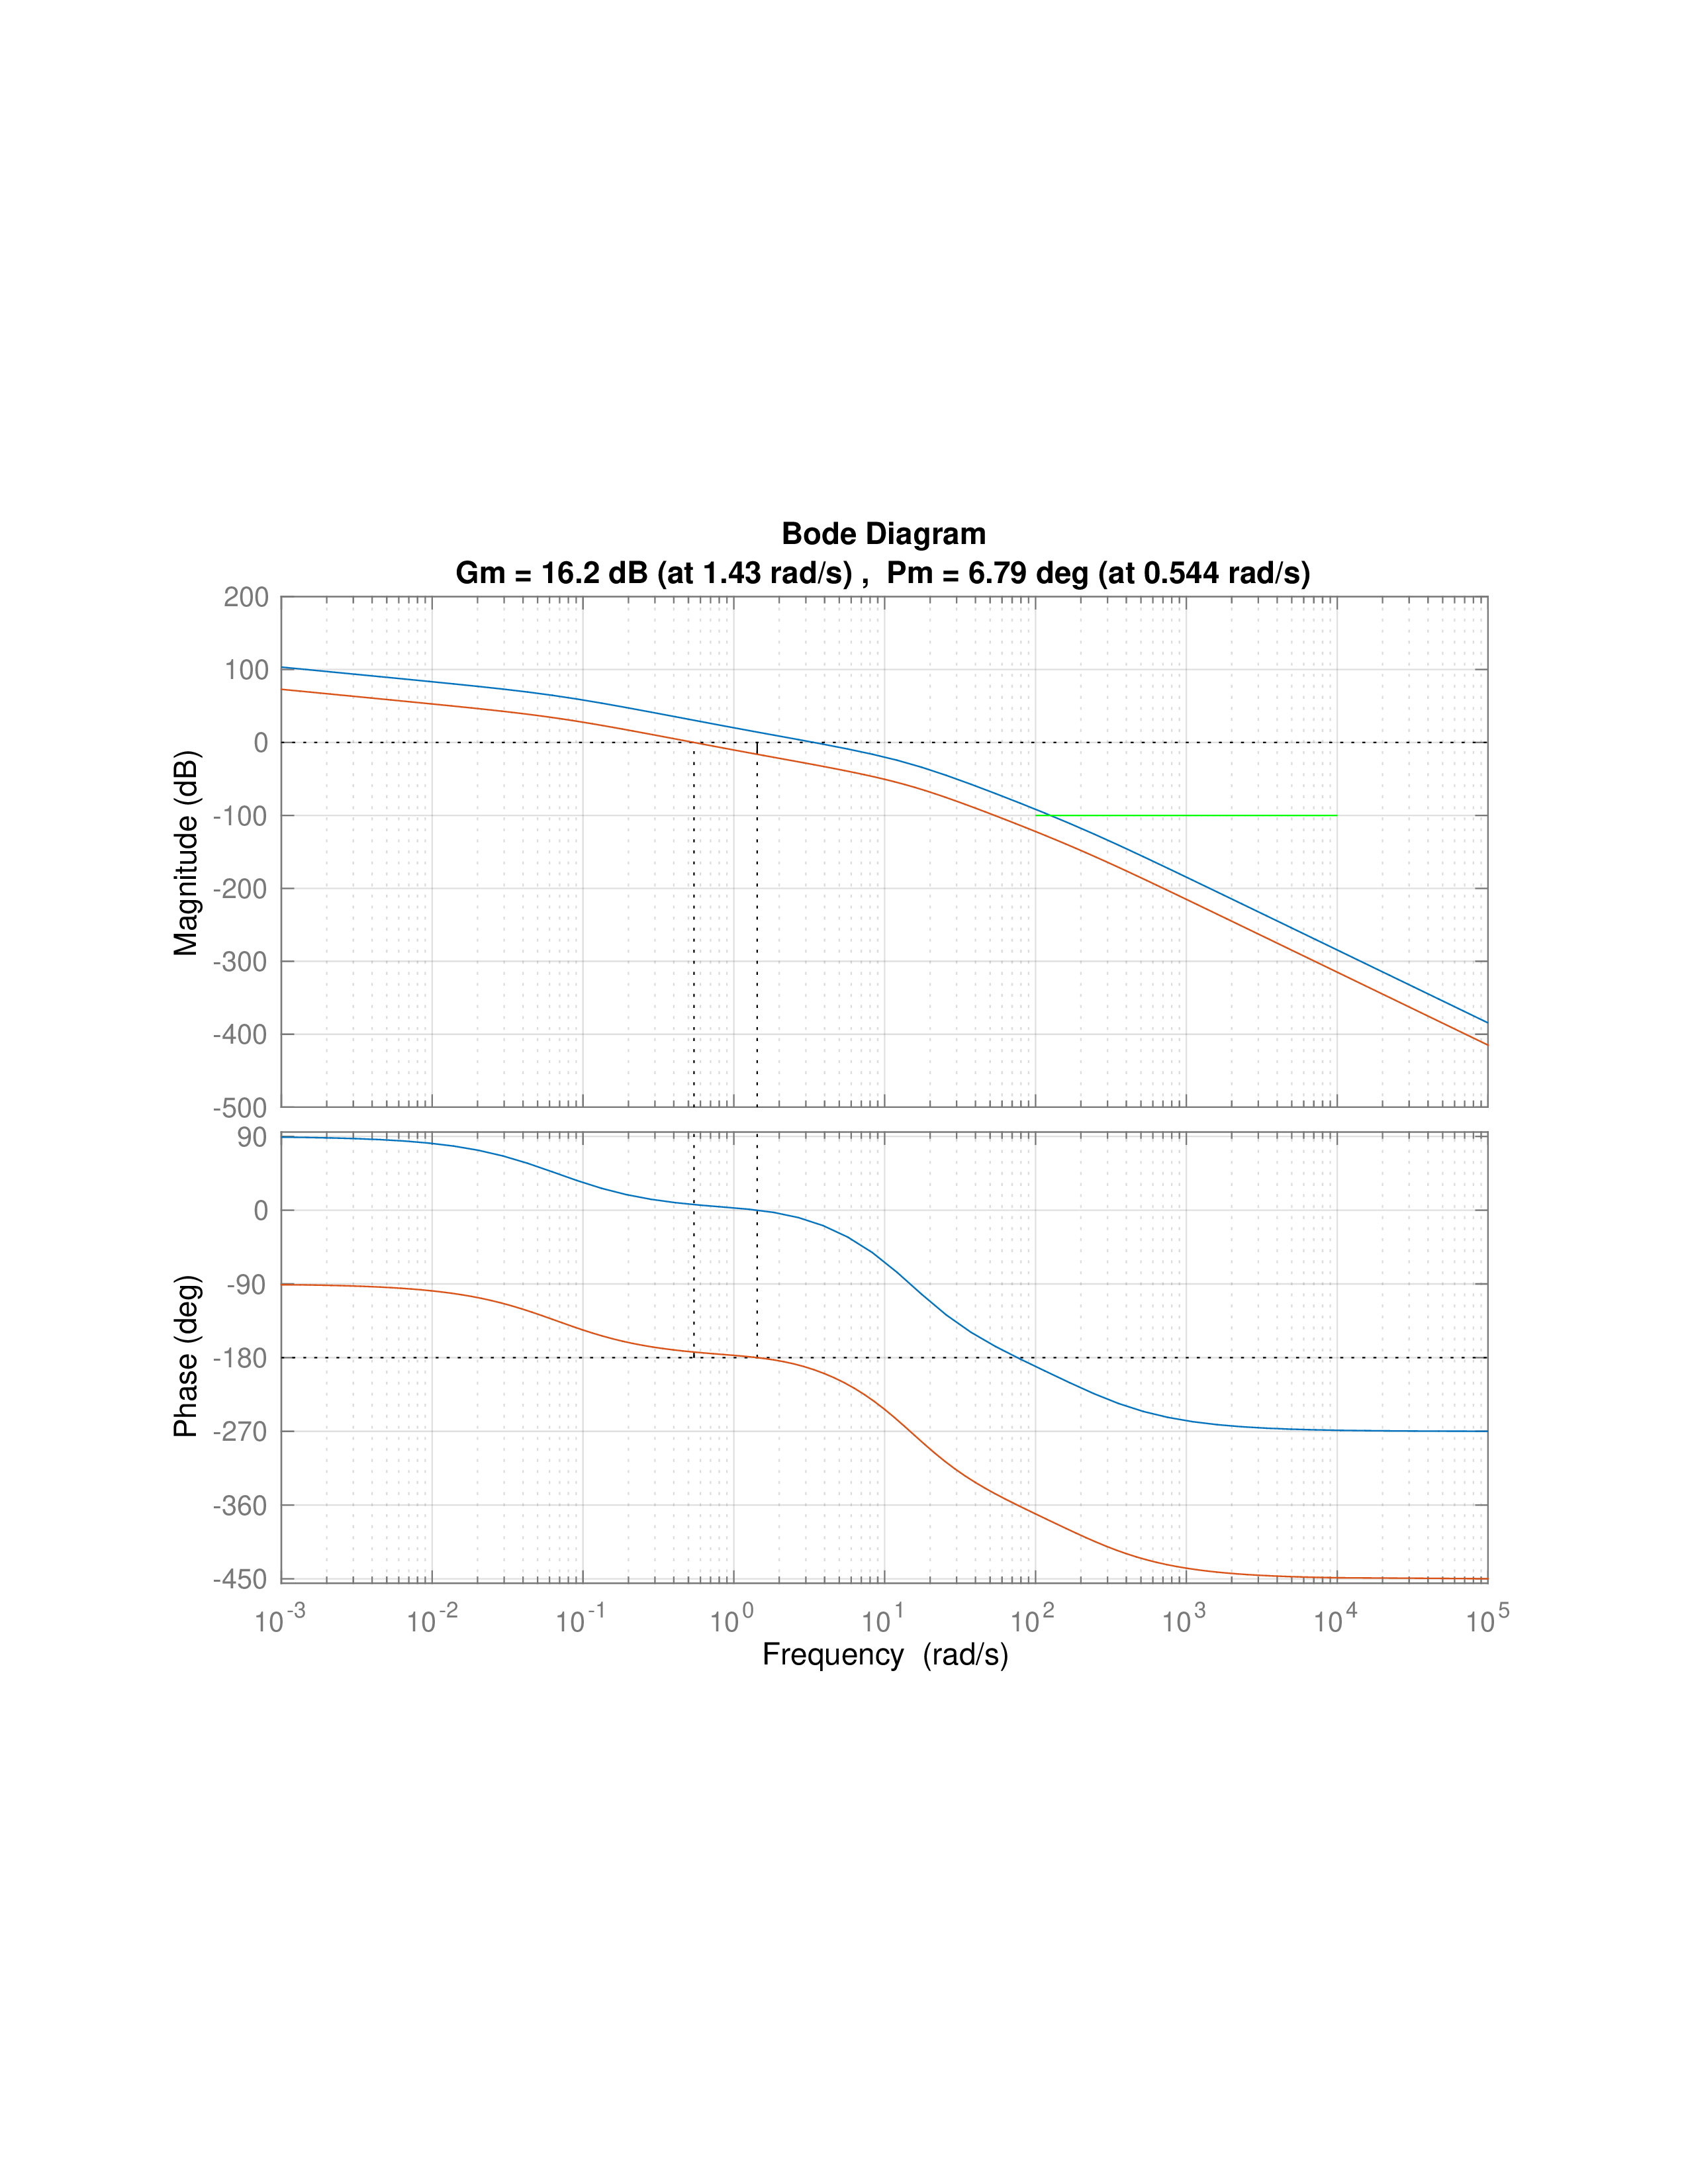 Bode Diagram
Gm = 16.2 dB (at 1.43 rad/s) , Pm = 6.79 deg (at 0.544 rad/s)
200
100
0
-100
-200
-300
-400
-500
Magnitude (dB)
90
0
-90
-180
-270
-360
-450
Phase (deg)
10^-3 10^-2 10^-1 10^0 10^1 10^2 10^3 10^4 10^5
Frequency (rad/s)